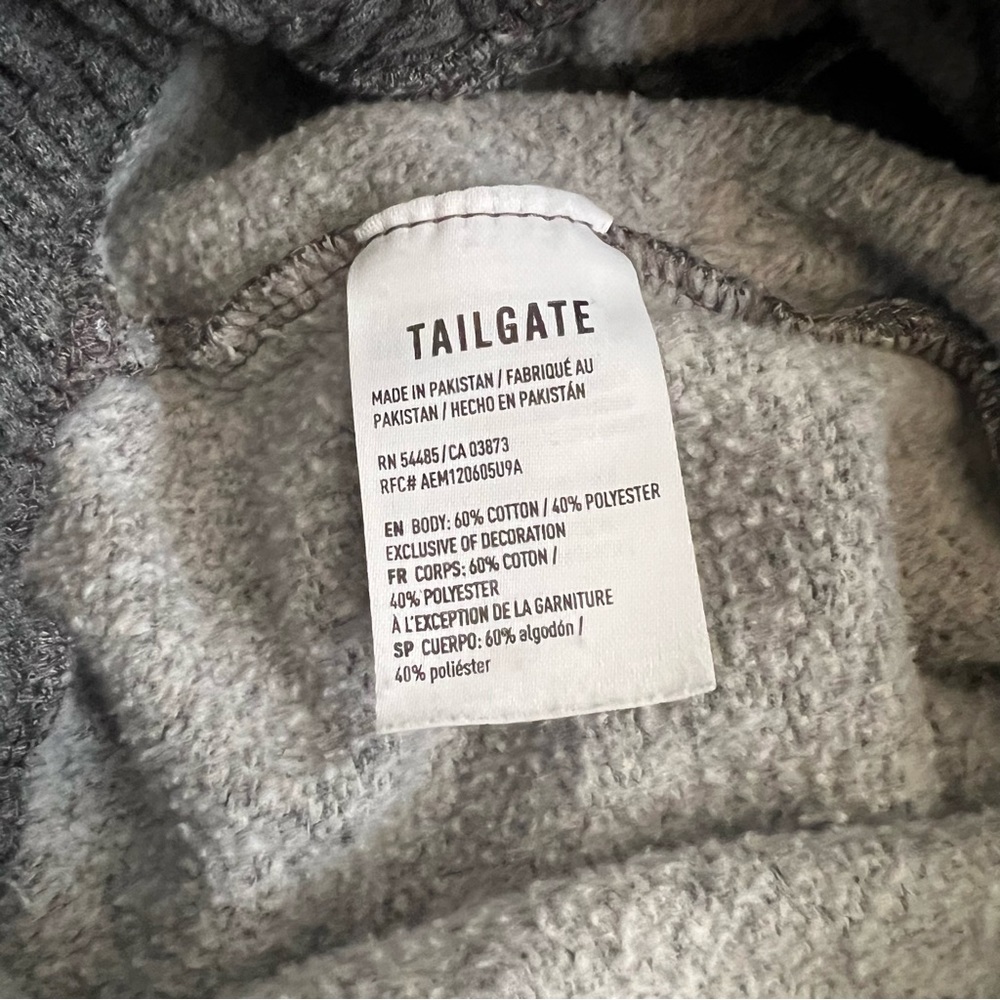 TAILGATE
MADE IN PAKISTAN / FABRIQUÉ AU
PAKISTAN / HECHO EN PAKISTÁN
RN 54485 / CA 03873
RFC# AEM120605U9A
EN BODY: 60% COTTON / 40% POLYESTER
EXCLUSIVE OF DECORATION
FR CORPS: 60% COTON /
40% POLYESTER
À L'EXCEPTION DE LA GARNITURE
SP CUERPO: 60% algodón /
40% poliéster